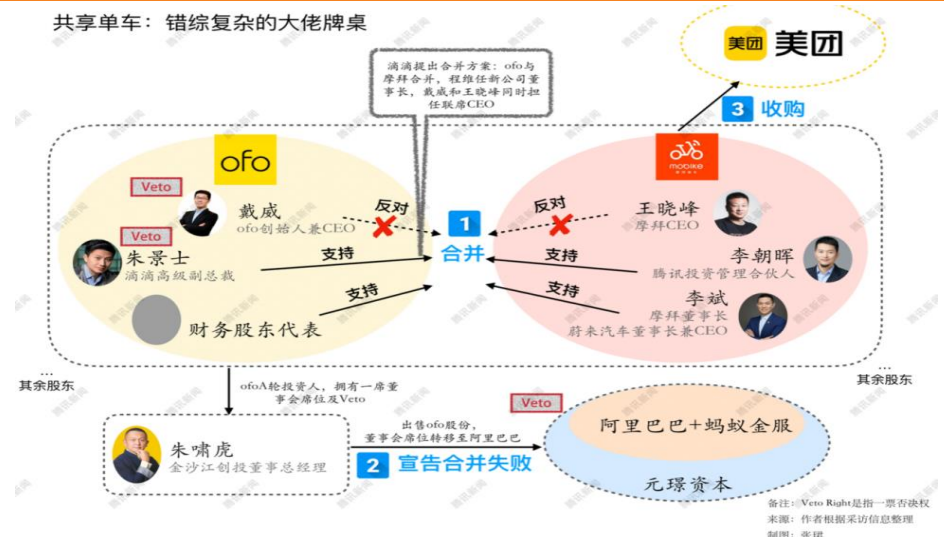 共享单车：错综复杂的大佬牌桌
美团 美团
滴滴提出合并方案：ofo与
摩拜合并，程维任新公司董
事长，戴威和王晓峰同时担
任联席CEO
3 收购
ofo
mobike
Veto
戴威
ofo创始人兼CEO
反对
1
合并
反对
王晓峰
摩拜CEO
Veto
朱景士
滴滴高级副总裁
支持
支持
李朝晖
腾讯投资管理合伙人
财务股东代表
支持
支持
李斌
摩拜董事长
蔚来汽车董事长兼CEO
...
其余股东
...
其余股东
ofoA轮投资人，拥有一席董
事会席位及Veto
朱啸虎
金沙江创投董事总经理
出售ofo股份，
董事会席位转移至阿里巴巴
2 宣告合并失败
Veto
阿里巴巴+蚂蚁金服
元璟资本
备注：Veto Right是指一票否决权
来源：作者根据采访信息整理
制图：张珺
腾讯新闻